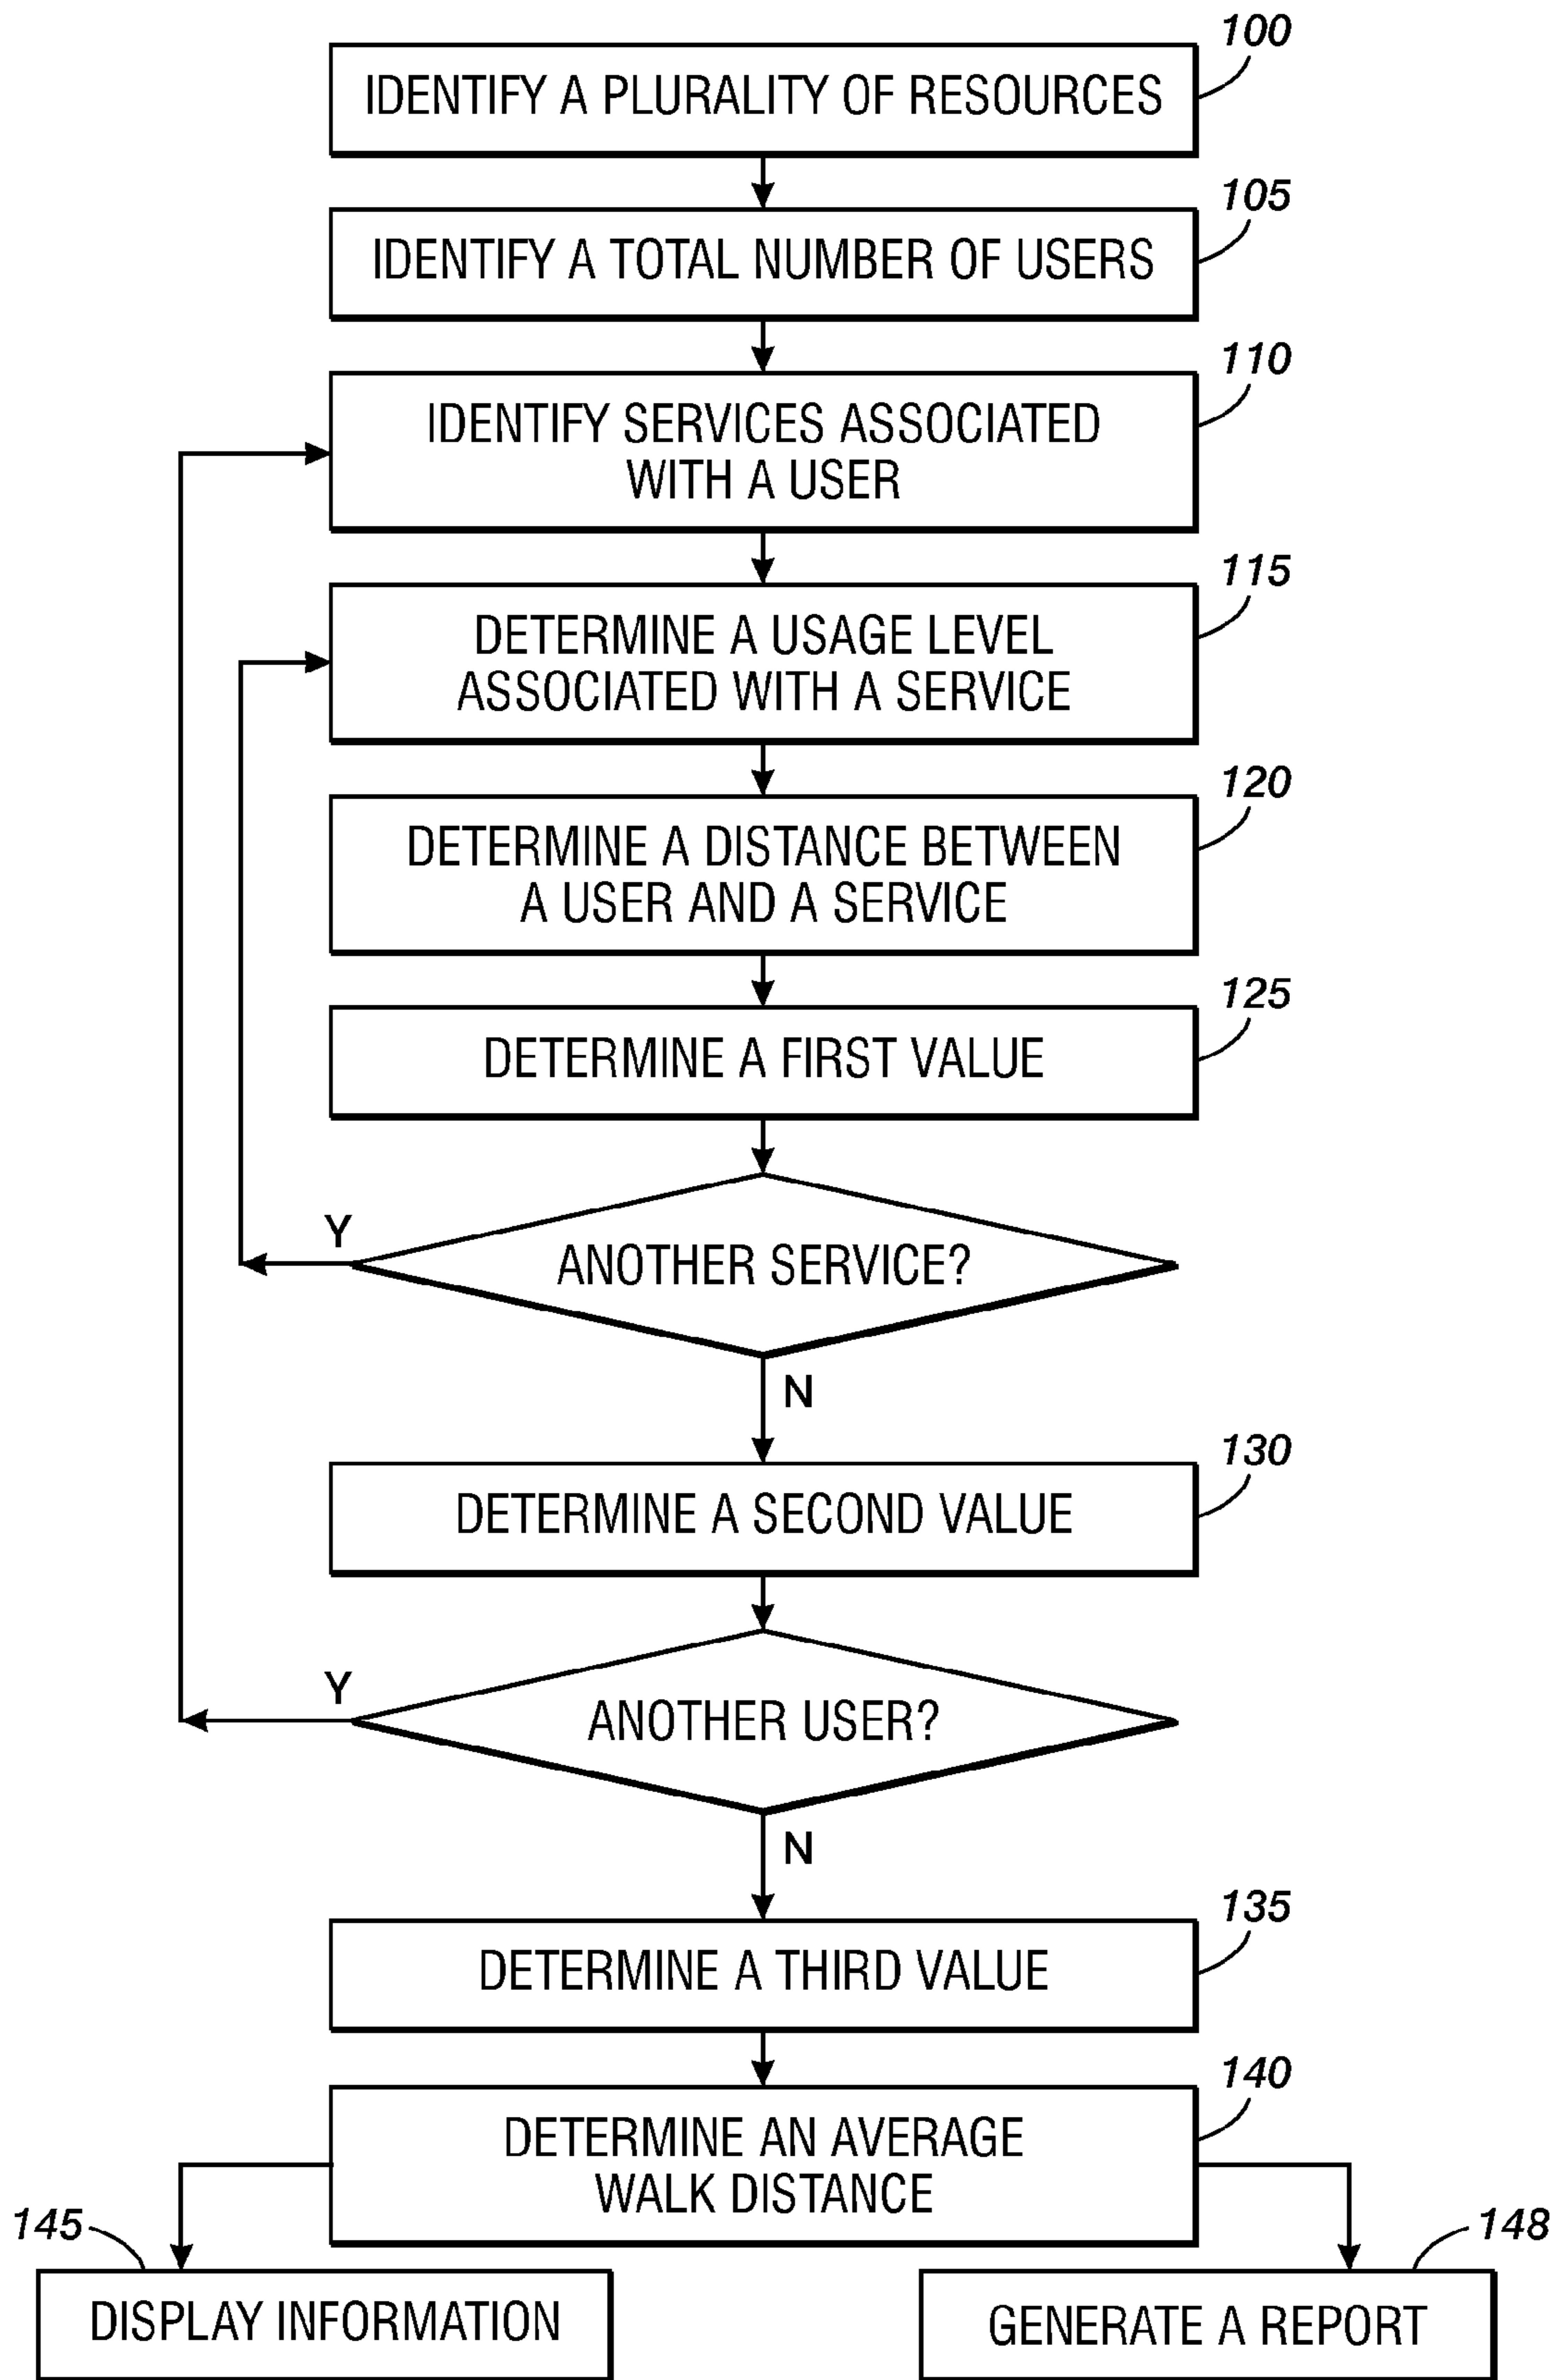 100
IDENTIFY A PLURALITY OF RESOURCES
105
IDENTIFY A TOTAL NUMBER OF USERS
110
IDENTIFY SERVICES ASSOCIATED
WITH A USER
115
DETERMINE A USAGE LEVEL
ASSOCIATED WITH A SERVICE
120
DETERMINE A DISTANCE BETWEEN
A USER AND A SERVICE
125
DETERMINE A FIRST VALUE
Y
ANOTHER SERVICE?
N
130
DETERMINE A SECOND VALUE
Y
ANOTHER USER?
N
135
DETERMINE A THIRD VALUE
140
DETERMINE AN AVERAGE
WALK DISTANCE
145
148
DISPLAY INFORMATION
GENERATE A REPORT